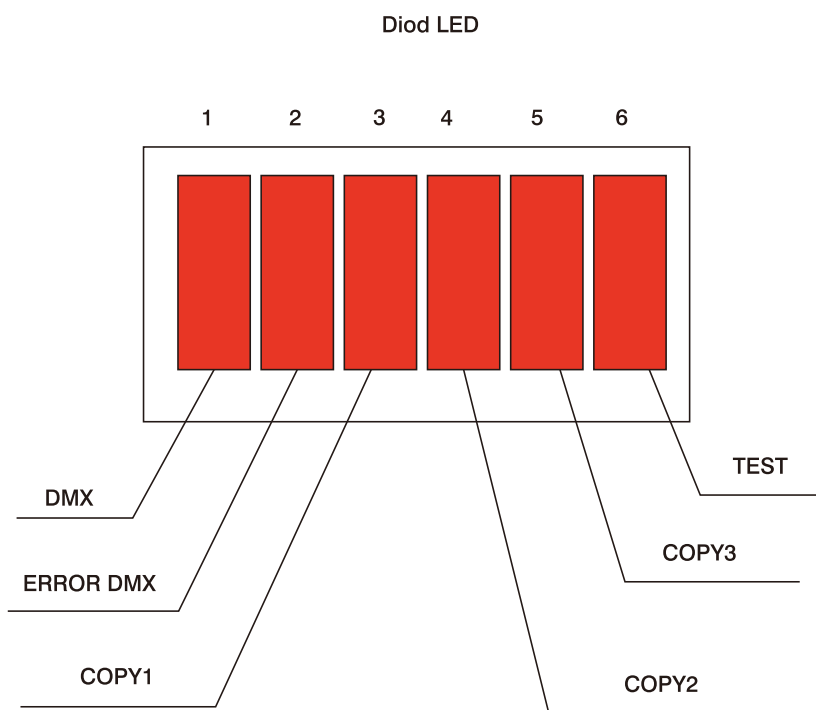 Diod LED
1 2 3 4 5 6
TEST
DMX
COPY3
ERROR DMX
COPY1
COPY2